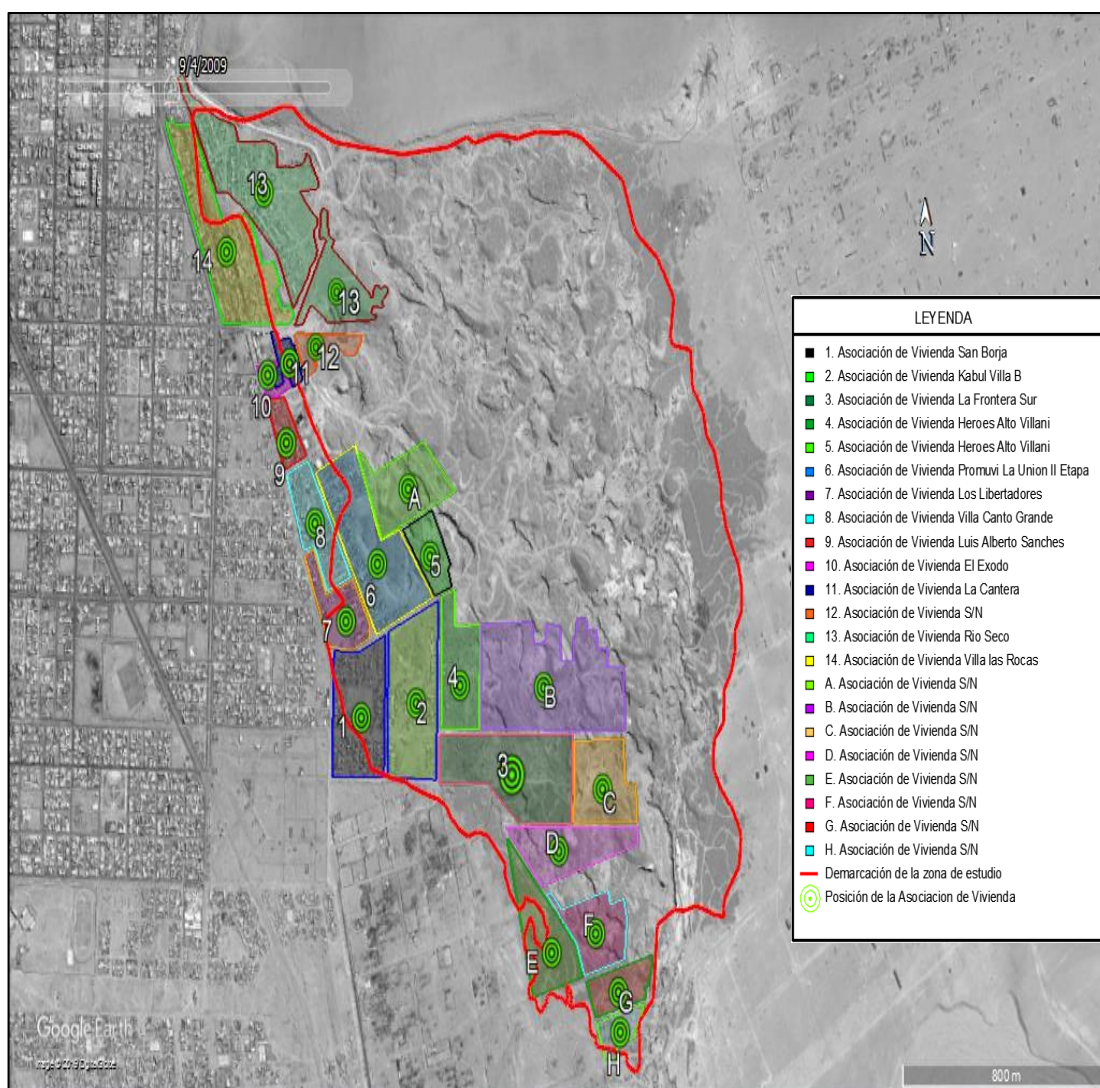 9/4/2009
13
14
13
N
12
11
10
9
A
8
5
6
7
4
B
1
2
3
C
D
F
E
G
H
LEYENDA
1. Asociación de Vivienda San Borja
2. Asociación de Vivienda Kabul Villa B
3. Asociación de Vivienda La Frontera Sur
4. Asociación de Vivienda Heroes Alto Villani
5. Asociación de Vivienda Heroes Alto Villani
6. Asociación de Vivienda Promuvi La Union II Etapa
7. Asociación de Vivienda Los Libertadores
8. Asociación de Vivienda Villa Canto Grande
9. Asociación de Vivienda Luis Alberto Sanches
10. Asociación de Vivienda El Exodo
11. Asociación de Vivienda La Cantera
12. Asociación de Vivienda S/N
13. Asociación de Vivienda Rio Seco
14. Asociación de Vivienda Villa las Rocas
A. Asociación de Vivienda S/N
B. Asociación de Vivienda S/N
C. Asociación de Vivienda S/N
D. Asociación de Vivienda S/N
E. Asociación de Vivienda S/N
F. Asociación de Vivienda S/N
G. Asociación de Vivienda S/N
H. Asociación de Vivienda S/N
Demarcación de la zona de estudio
Posición de la Asociacion de Vivienda
Google Earth
800 m